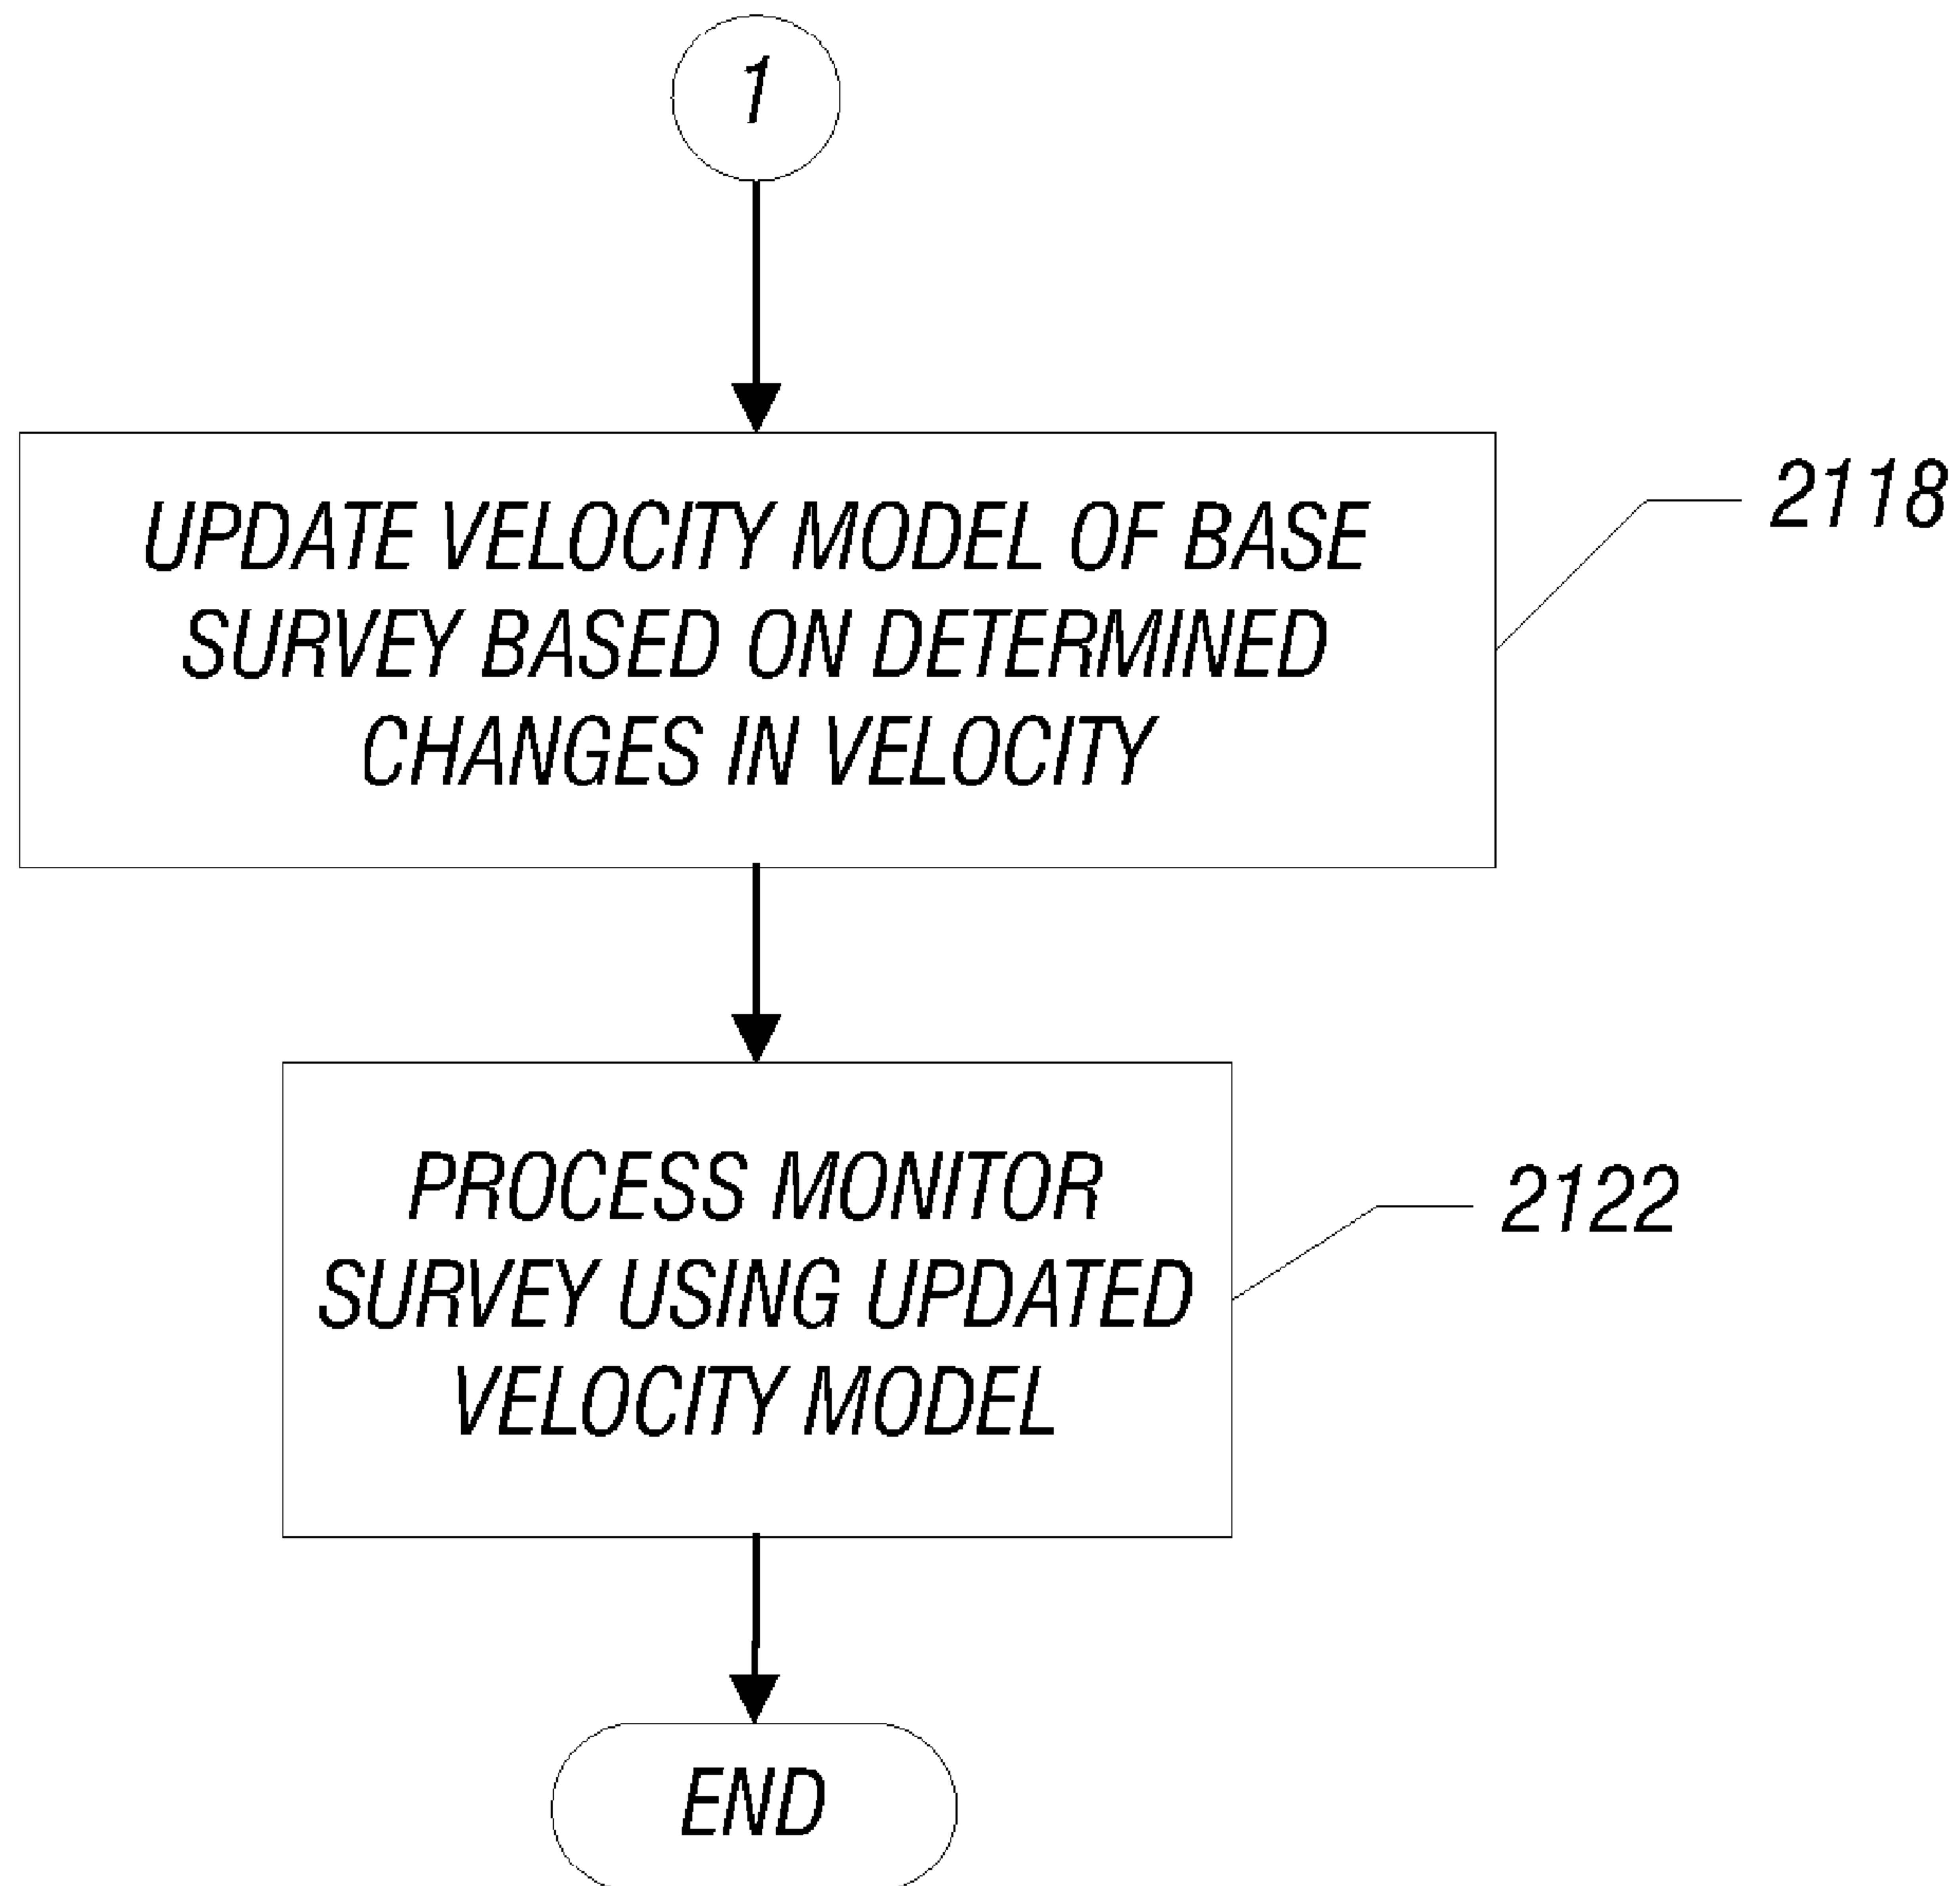 1
UPDATE VELOCITY MODEL OF BASE
SURVEY BASED ON DETERMINED
CHANGES IN VELOCITY
2118
PROCESS MONITOR
SURVEY USING UPDATED
VELOCITY MODEL
2122
END